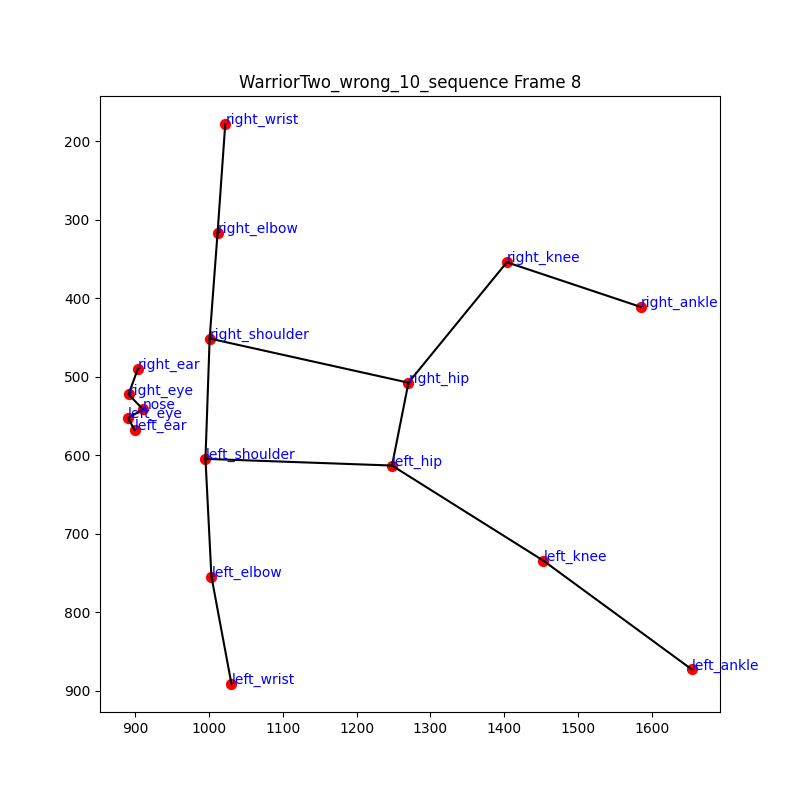 WarriorTwo_wrong_10_sequence Frame 8
right_wrist
right_elbow
right_knee
right_ankle
right_shoulder
right_ear
right_hip
right_eye
nose
left_eye
left_ear
left_shoulder
left_hip
left_knee
left_elbow
left_ankle
left_wrist
200
300
400
500
600
700
800
900
900 1000 1100 1200 1300 1400 1500 1600